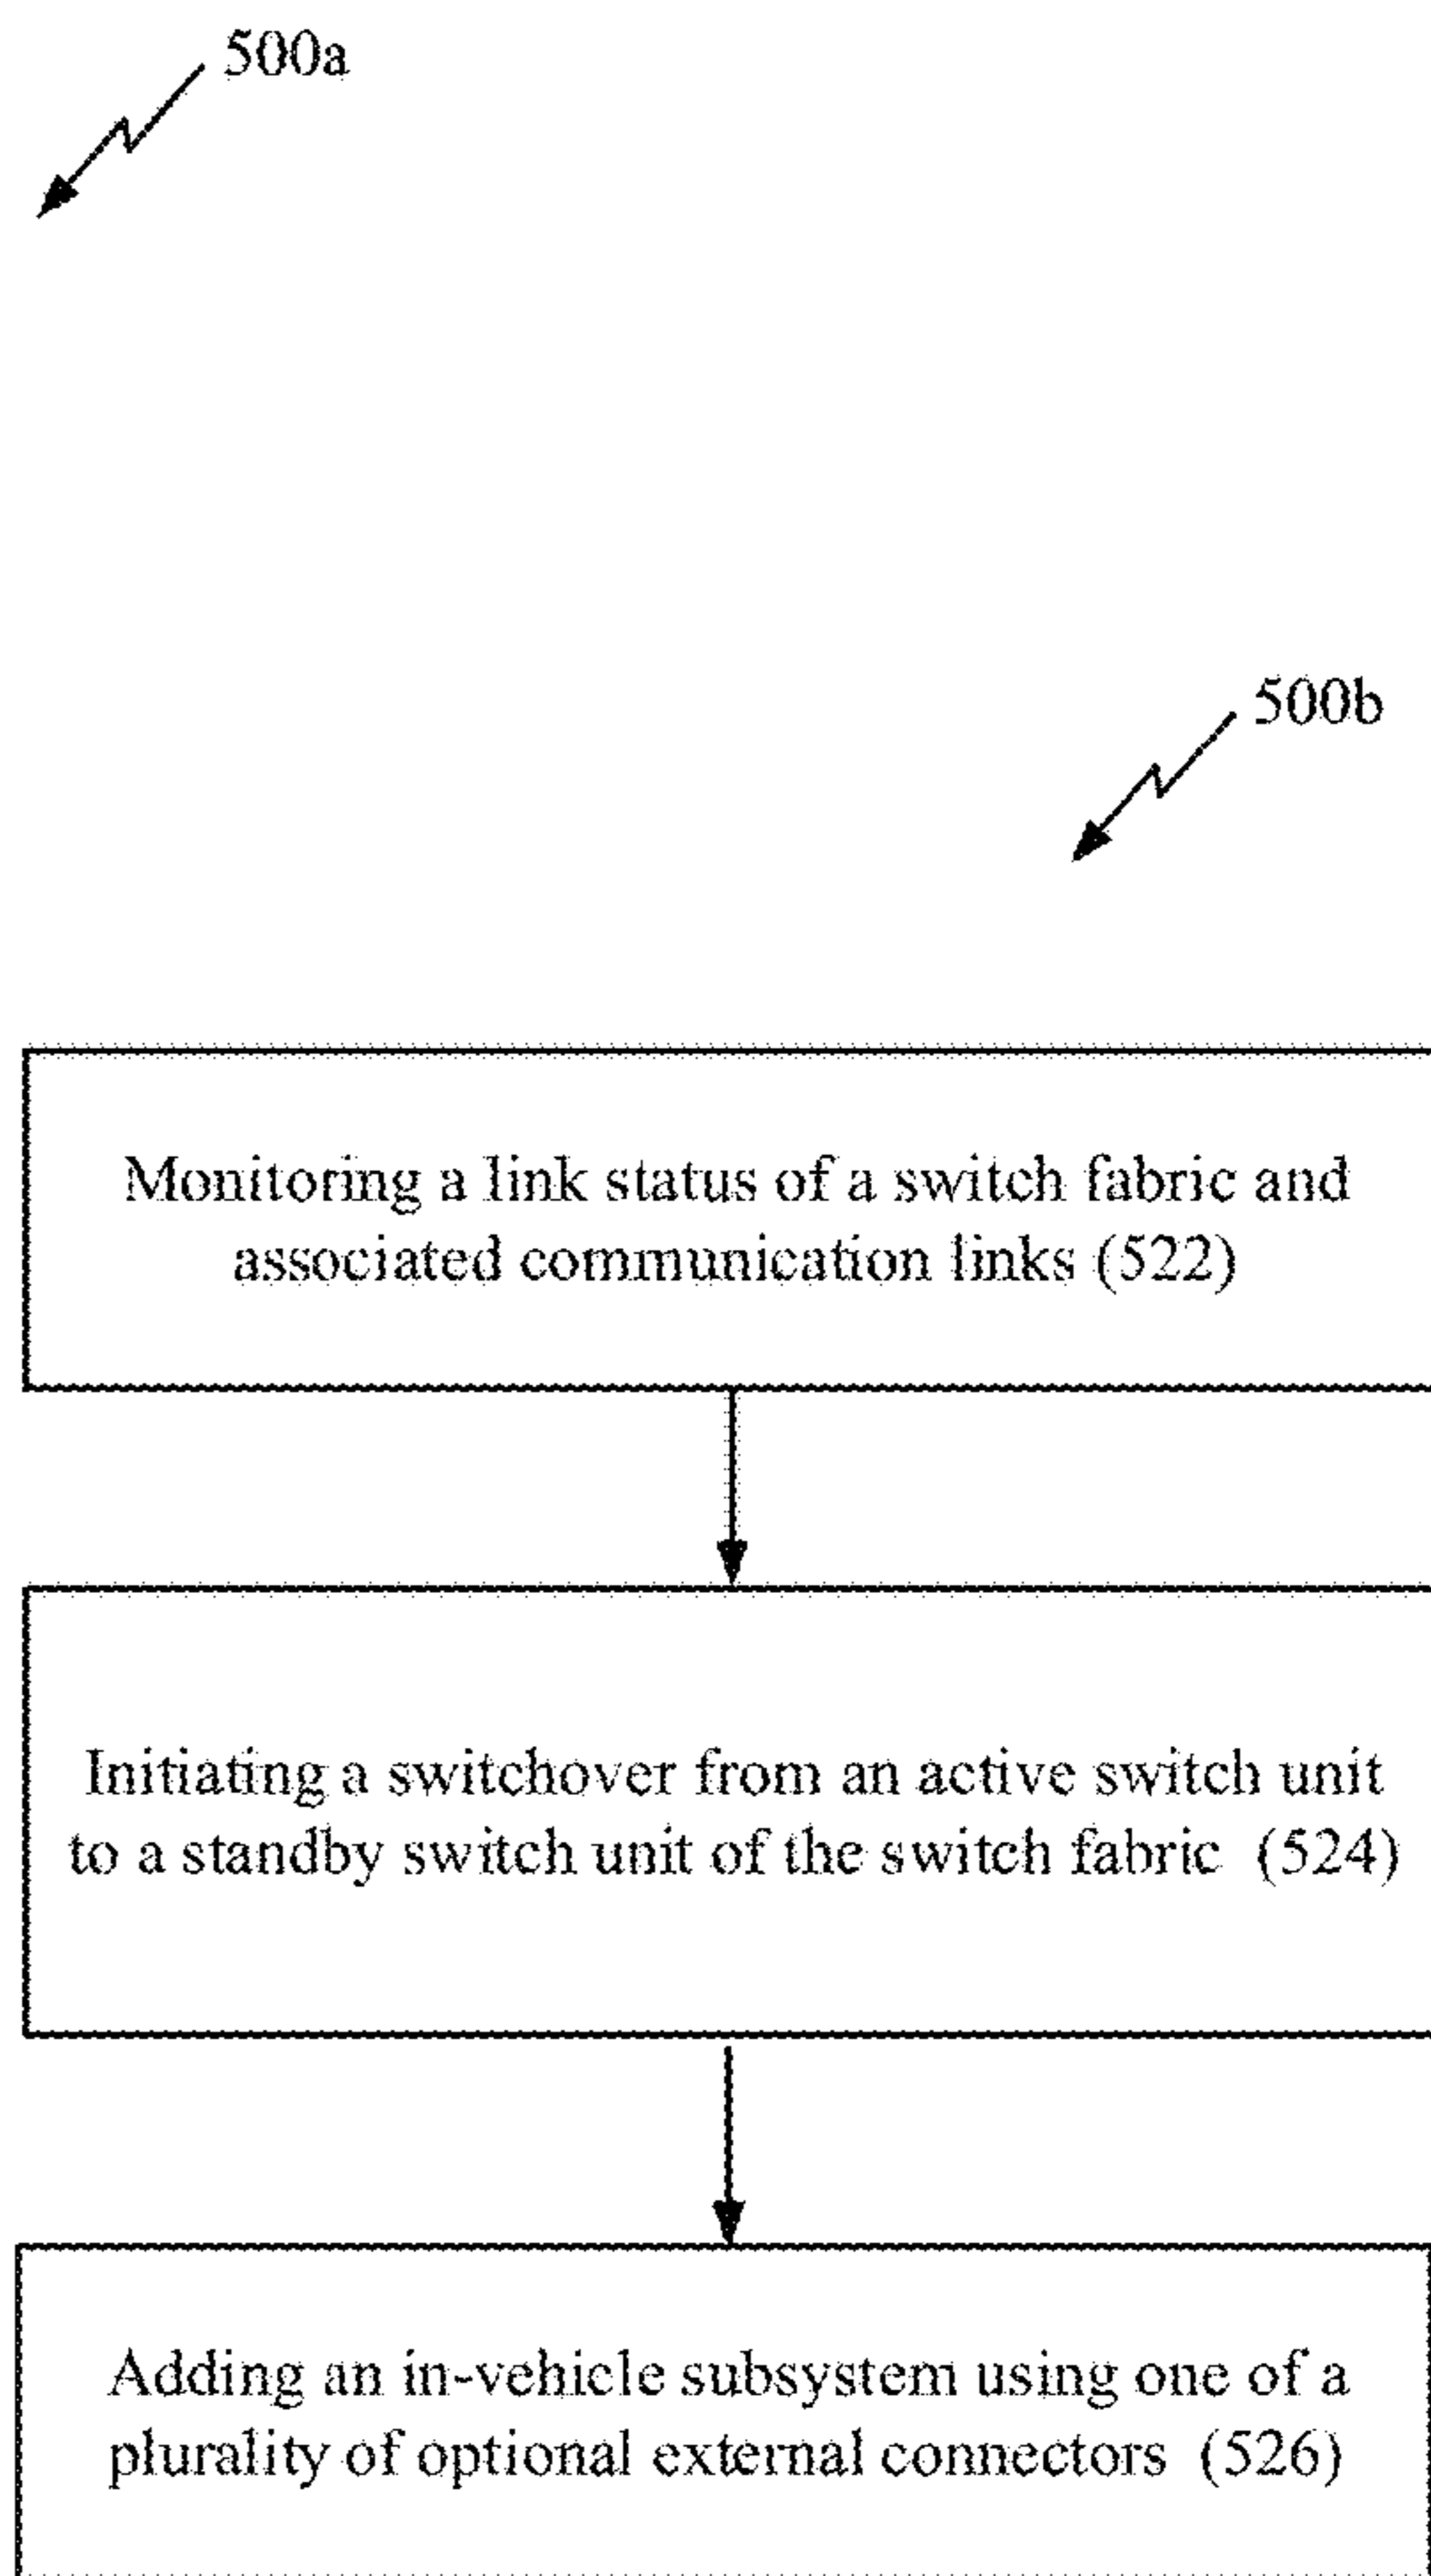 500a
500b
Monitoring a link status of a switch fabric and
associated communication links (522)
Initiating a switchover from an active switch unit
to a standby switch unit of the switch fabric (524)
Adding an in-vehicle subsystem using one of a
plurality of optional external connectors (526)